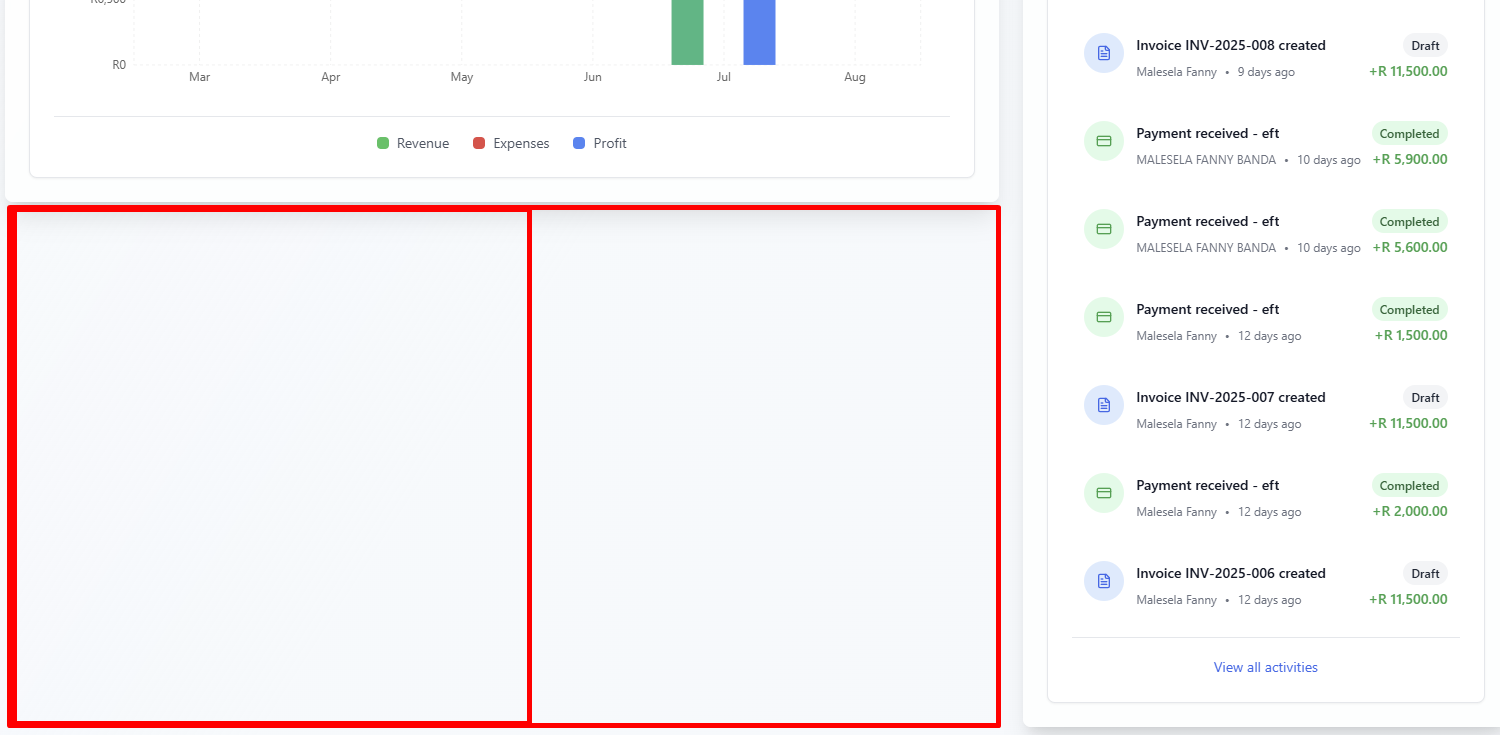 R0
Mar Apr May Jun Jul Aug
Revenue Expenses Profit
Invoice INV-2025-008 created Draft
Malesela Fanny • 9 days ago +R 11,500.00
Payment received - eft Completed
MALESELA FANNY BANDA • 10 days ago +R 5,900.00
Payment received - eft Completed
MALESELA FANNY BANDA • 10 days ago +R 5,600.00
Payment received - eft Completed
Malesela Fanny • 12 days ago +R 1,500.00
Invoice INV-2025-007 created Draft
Malesela Fanny • 12 days ago +R 11,500.00
Payment received - eft Completed
Malesela Fanny • 12 days ago +R 2,000.00
Invoice INV-2025-006 created Draft
Malesela Fanny • 12 days ago +R 11,500.00
View all activities